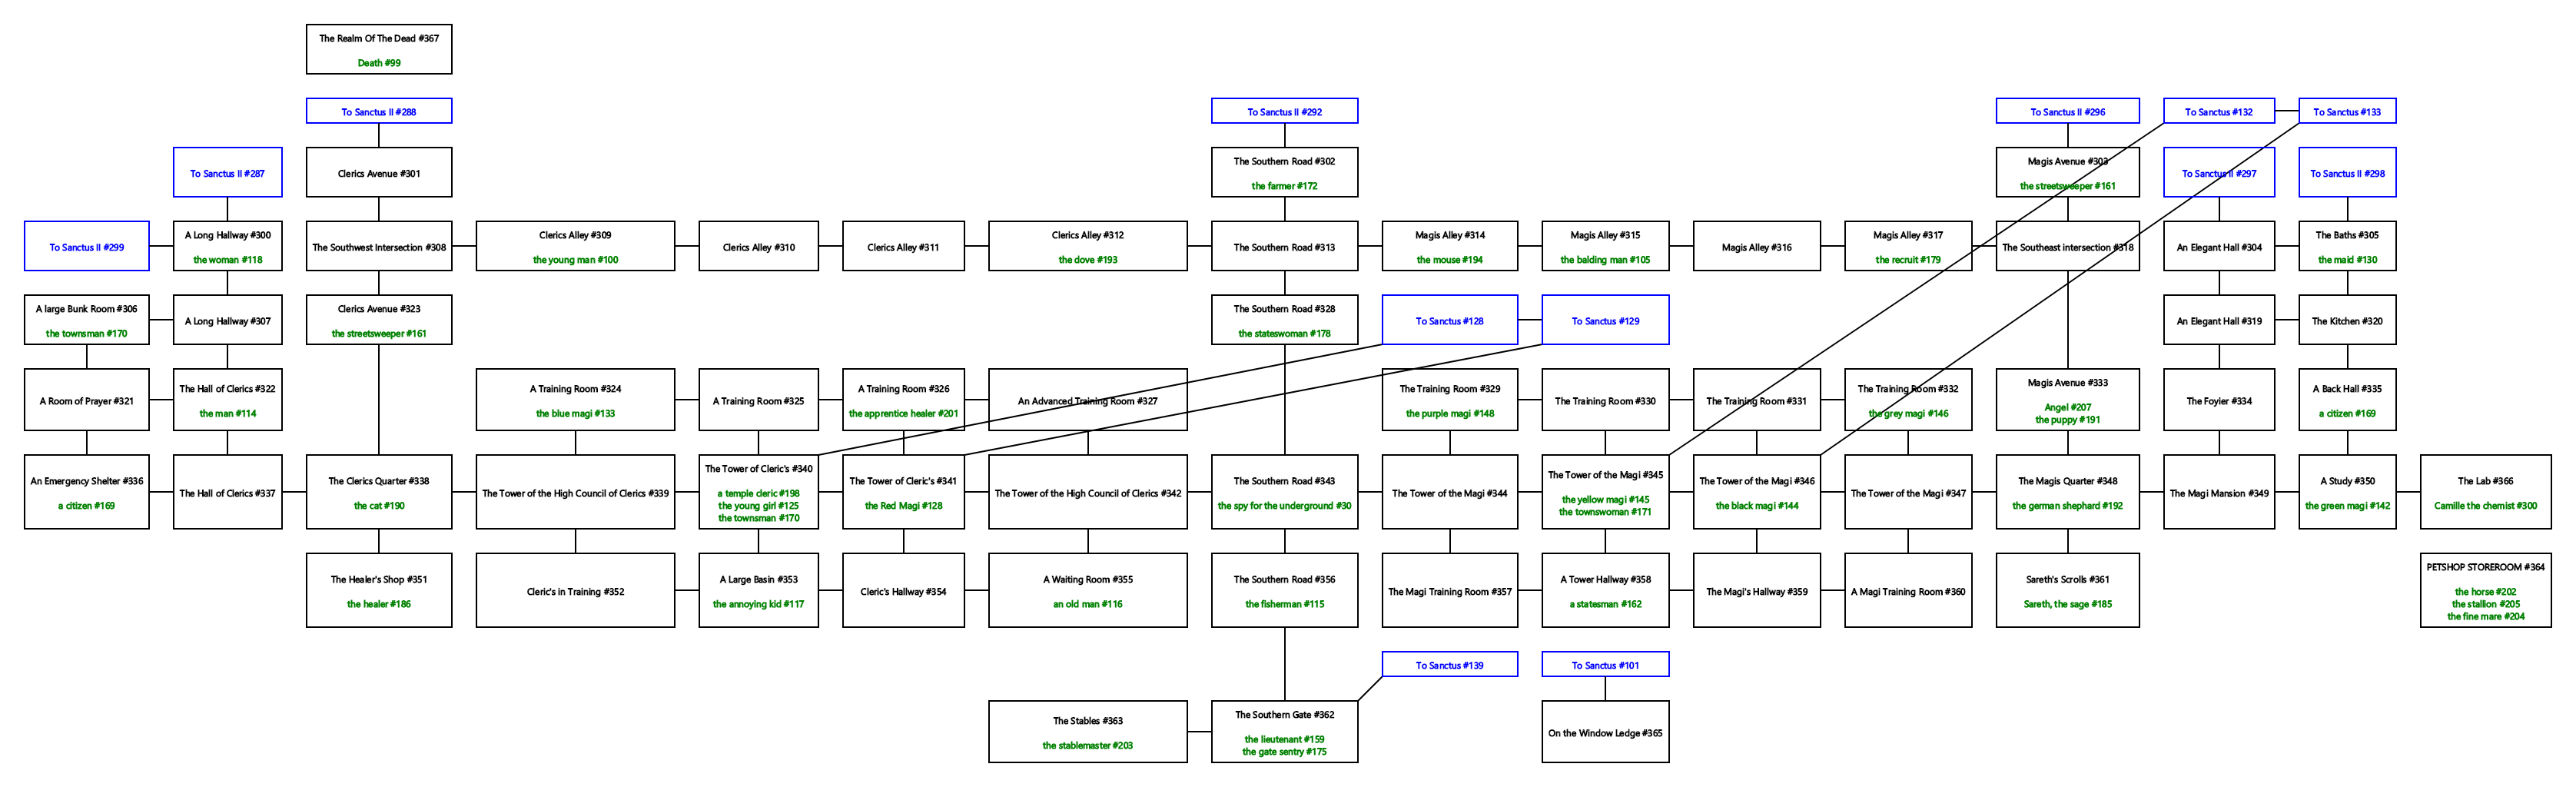 The Realm Of The Dead #367
Death #99
To Sanctus II #288
To Sanctus II #292
To Sanctus II #296
To Sanctus #132
To Sanctus #133
To Sanctus II #287
Clerics Avenue #301
The Southern Road #302
the farmer #172
Magis Avenue #303
the streetsweeper #161
To Sanctus II #297
To Sanctus II #298
To Sanctus II #299
A Long Hallway #300
the woman #118
The Southwest Intersection #308
Clerics Alley #309
the young man #100
Clerics Alley #310
Clerics Alley #311
Clerics Alley #312
the dove #193
The Southern Road #313
Magis Alley #314
the mouse #194
Magis Alley #315
the balding man #105
Magis Alley #316
Magis Alley #317
the recruit #179
The Southeast intersection #318
An Elegant Hall #304
The Baths #305
the maid #130
A large Bunk Room #306
the townsman #170
A Long Hallway #307
Clerics Avenue #323
the streetsweeper #161
The Southern Road #328
the stateswoman #178
To Sanctus #128
To Sanctus #129
An Elegant Hall #319
The Kitchen #320
A Room of Prayer #321
The Hall of Clerics #322
the man #114
A Training Room #324
the blue magi #133
A Training Room #325
A Training Room #326
the apprentice healer #201
An Advanced Training Room #327
The Training Room #329
the purple magi #148
The Training Room #330
The Training Room #331
The Training Room #332
the grey magi #146
Magis Avenue #333
Angel #207
the puppy #191
The Foyier #334
A Back Hall #335
a citizen #169
An Emergency Shelter #336
a citizen #169
The Hall of Clerics #337
The Clerics Quarter #338
the cat #190
The Tower of the High Council of Clerics #339
The Tower of Cleric's #340
a temple cleric #198
the young girl #125
the townsman #170
The Tower of Cleric's #341
the Red Magi #128
The Tower of the High Council of Clerics #342
The Southern Road #343
the spy for the underground #30
The Tower of the Magi #344
The Tower of the Magi #345
the yellow magi #145
the townswoman #171
The Tower of the Magi #346
the black magi #144
The Tower of the Magi #347
The Magis Quarter #348
the german shephard #192
The Magi Mansion #349
A Study #350
the green magi #142
The Lab #366
Camille the chemist #300
The Healer's Shop #351
the healer #186
Cleric's in Training #352
A Large Basin #353
the annoying kid #117
Cleric's Hallway #354
A Waiting Room #355
an old man #116
The Southern Road #356
the fisherman #115
The Magi Training Room #357
A Tower Hallway #358
a statesman #162
The Magi's Hallway #359
A Magi Training Room #360
Sareth's Scrolls #361
Sareth, the sage #185
PETSHOP STOREROOM #364
the horse #202
the stallion #205
the fine mare #204
To Sanctus #139
To Sanctus #101
The Stables #363
the stablemaster #203
The Southern Gate #362
the lieutenant #159
the gate sentry #175
On the Window Ledge #365